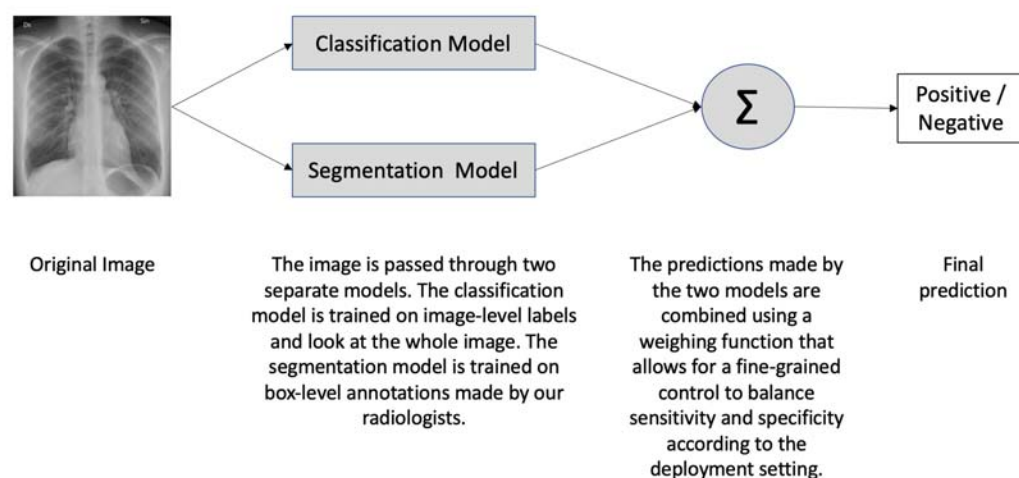 Dx
Sin
Classification Model
Segmentation  Model
Σ
Positive /
Negative
Original Image
The image is passed through two
separate models. The classification
model is trained on image-level labels
and look at the whole image. The
segmentation model is trained on
box-level annotations made by our
radiologists.
The predictions made by
the two models are
combined using a
weighing function that
allows for a fine-grained
control to balance
sensitivity and specificity
according to the
deployment setting.
Final
prediction